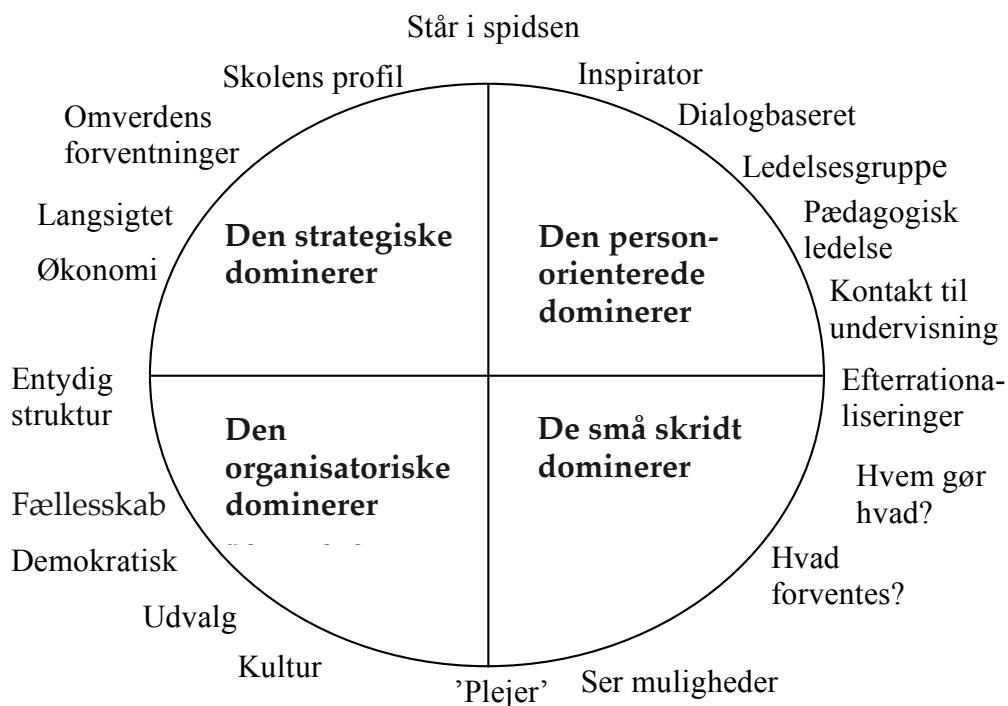 Står i spidsen
Skolens profil
Inspirator
Omverdens
forventninger
Dialogbaseret
Ledelsesgruppe
Langsigtet
Økonomi
Pædagogisk
ledelse
Den strategiske
dominerer
Den person-
orienterede
dominerer
Kontakt til
undervisning
Entydig
struktur
Efterrationa-
liseringer
Den
organisatoriske
dominerer
De små skridt
dominerer
Hvem gør
hvad?
Fællesskab
Demokratisk
Hvad
forventes?
Udvalg
Kultur
’Plejer’
Ser muligheder